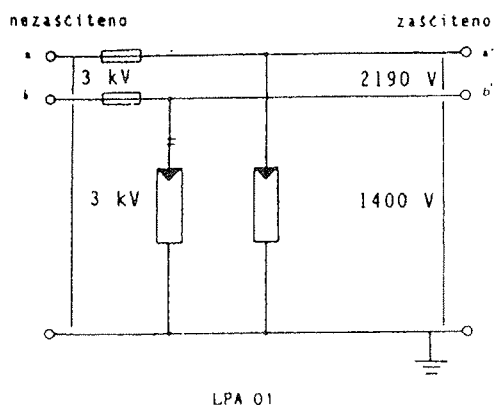 nezaščiteno
zaščiteno
a
a'
3 kV
2190 V
b
b'
3 kV
1400 V
LPA 01